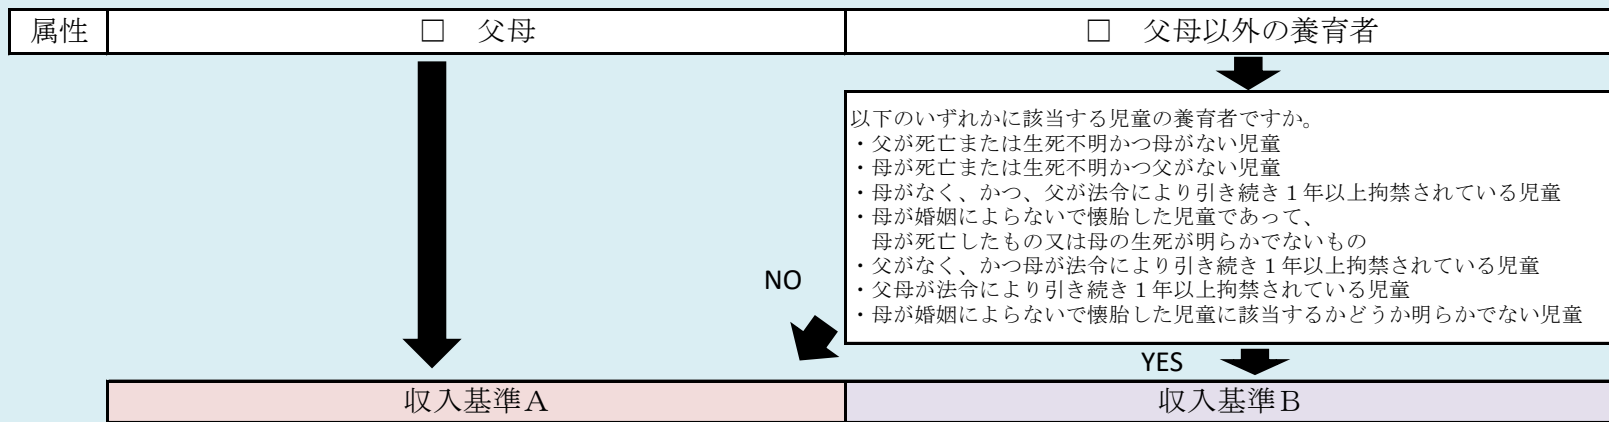 属性
□ 父母
□ 父母以外の養育者
以下のいずれかに該当する児童の養育者ですか。
・父が死亡または生死不明かつ母がない児童
・母が死亡または生死不明かつ父がない児童
・母がなく、かつ、父が法令により引き続き１年以上拘禁されている児童
・母が婚姻によらないで懐胎した児童であって、
母が死亡したもの又は母の生死が明らかでないもの
・父がなく、かつ母が法令により引き続き１年以上拘禁されている児童
・父母が法令により引き続き１年以上拘禁されている児童
・母が婚姻によらないで懐胎した児童に該当するかどうか明らかでない児童
NO
YES
収入基準Ａ
収入基準Ｂ